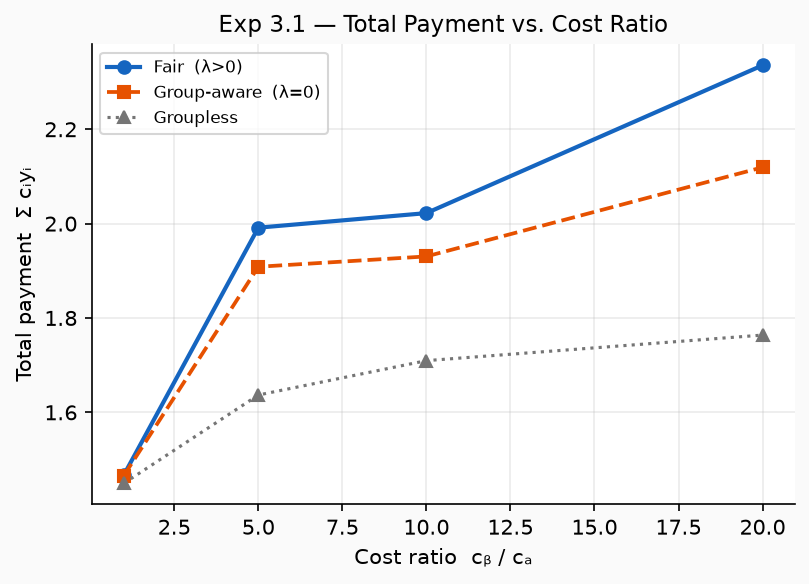 Exp 3.1 — Total Payment vs. Cost Ratio
Fair (λ>0)
Group-aware (λ=0)
Groupless
Total payment Σ cᵢyᵢ
2.2
2.0
1.8
1.6
2.5 5.0 7.5 10.0 12.5 15.0 17.5 20.0
Cost ratio cᵦ / cₐ